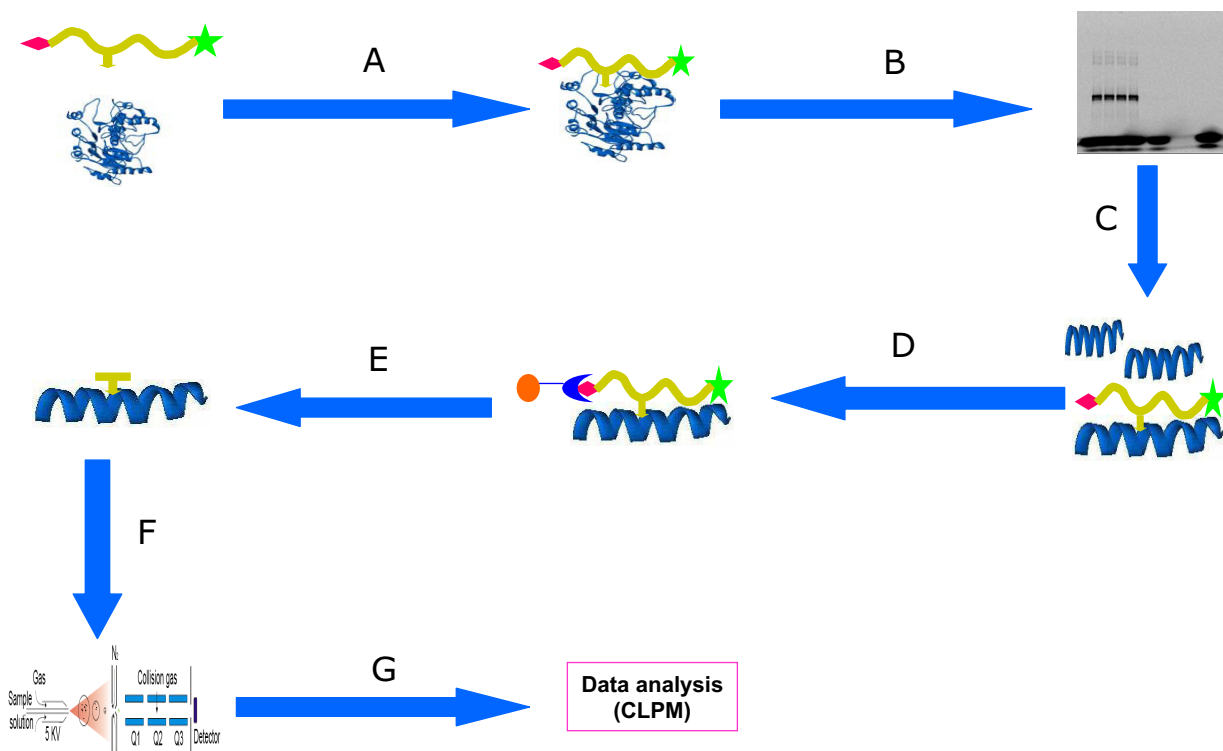 A
B
C
D
E
F
G
Gas
Sample
solution
5 KV
N₂
Collision gas
Q1 Q2 Q3
Detector
Data analysis
(CLPM)